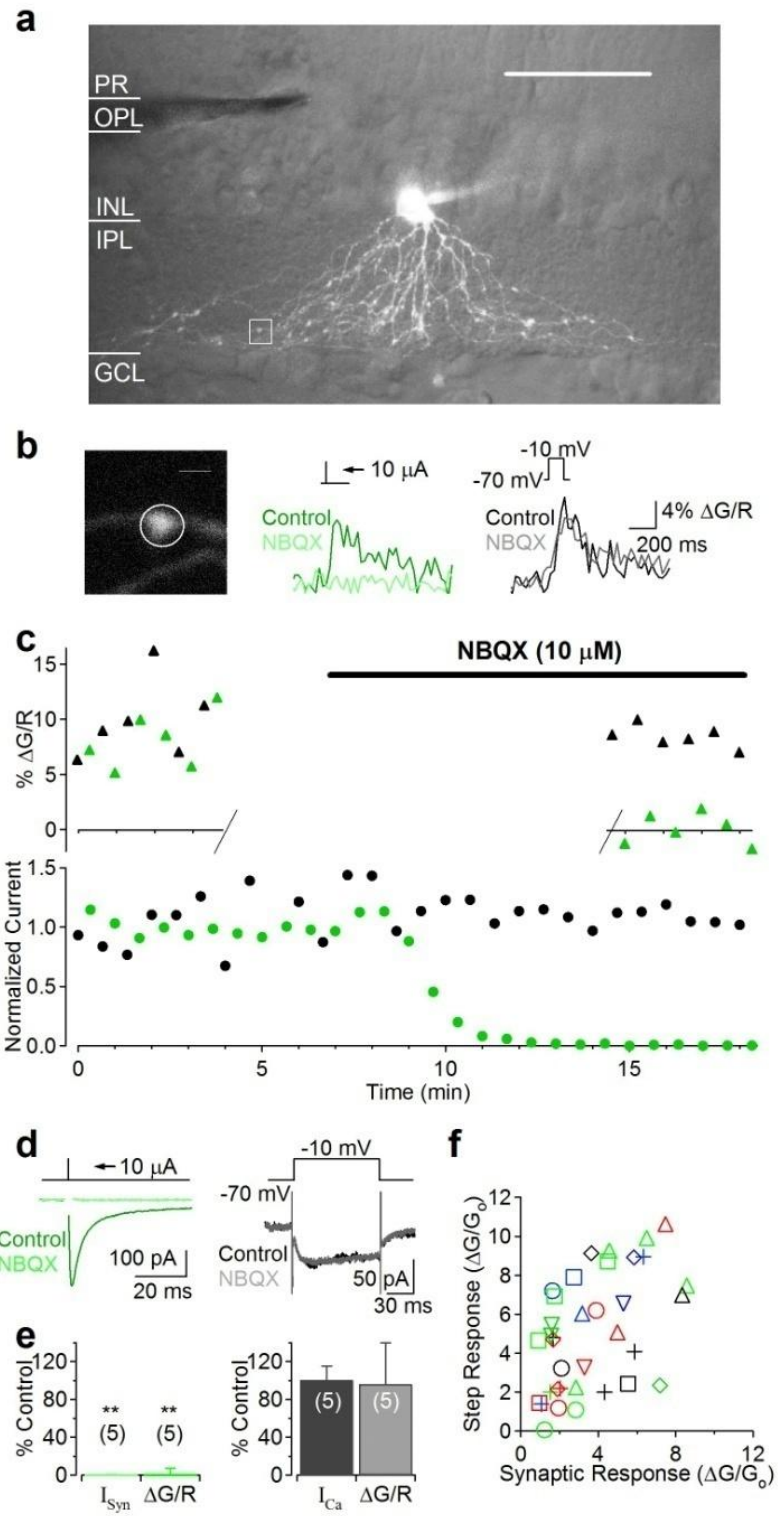 a
PR
OPL
INL
IPL
GCL
b
10 μA
Control
NBQX
-10 mV
-70 mV
Control
NBQX
4% ΔG/R
200 ms
c
NBQX (10 μM)
% ΔG/R
15
10
5
0
Normalized Current
1.5
1.0
0.5
0.0
0 5 10 15
Time (min)
d
10 μA
Control
NBQX
100 pA
20 ms
-10 mV
-70 mV
Control
NBQX
50 pA
30 ms
e
% Control
120
80
40
0
** **
(5) (5)
I_Syn ΔG/R
% Control
120
80
40
0
(5) (5)
I_Ca ΔG/R
f
Step Response (ΔG/G_o)
12
10
8
6
4
2
0
0 4 8 12
Synaptic Response (ΔG/G_o)